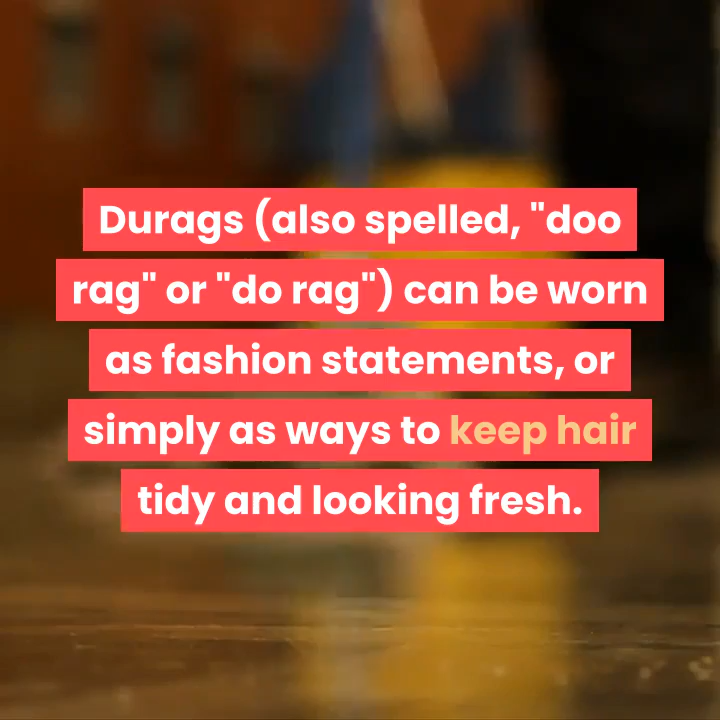 Durags (also spelled, "doo
rag" or "do rag") can be worn
as fashion statements, or
simply as ways to keep hair
tidy and looking fresh.